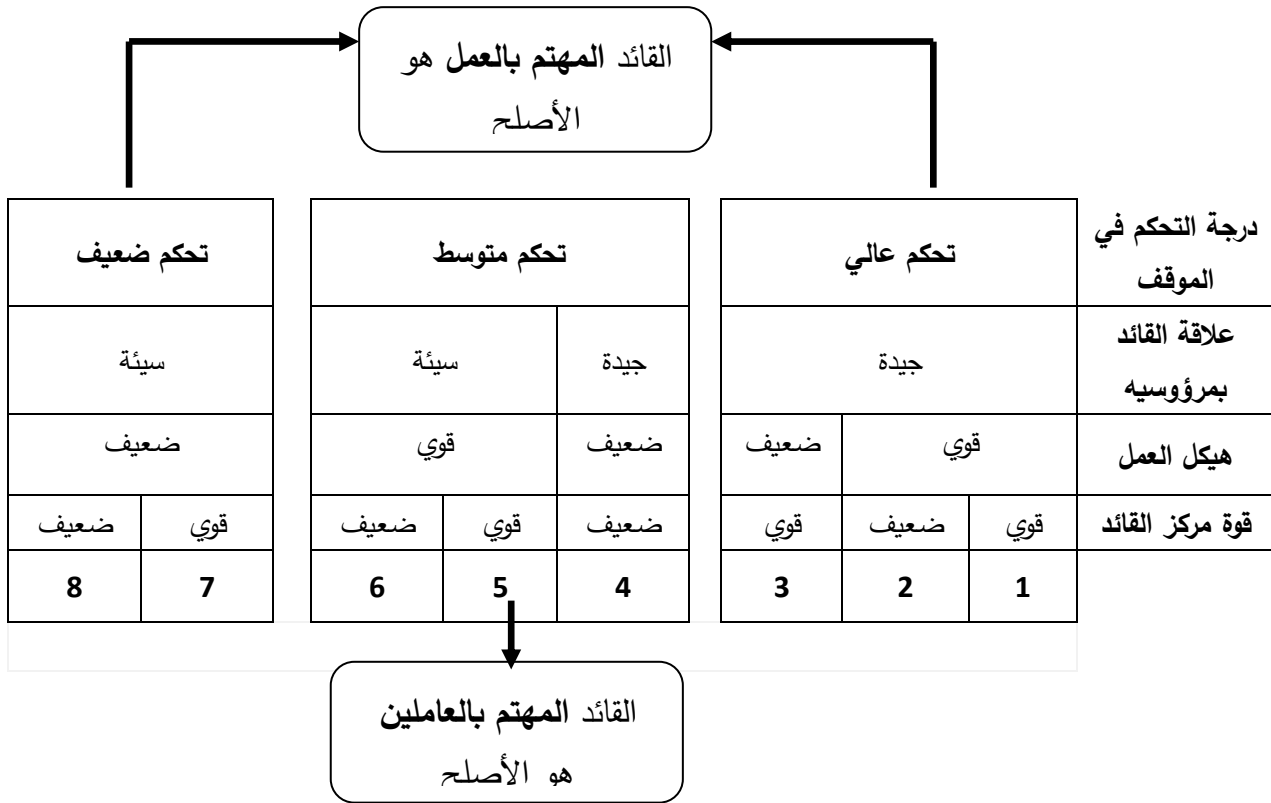 القائد المهتم بالعمل هو
الأصلح
درجة التحكم في
الموقف
تحكم عالي
تحكم متوسط
تحكم ضعيف
علاقة القائد
بمرؤوسيه
جيدة
جيدة
سيئة
سيئة
هيكل العمل
قوي
ضعيف
ضعيف
قوي
ضعيف
قوة مركز القائد
قوي
ضعيف
قوي
ضعيف
قوي
ضعيف
قوي
ضعيف
1
2
3
4
5
6
7
8
القائد المهتم بالعاملين
هو الأصلح